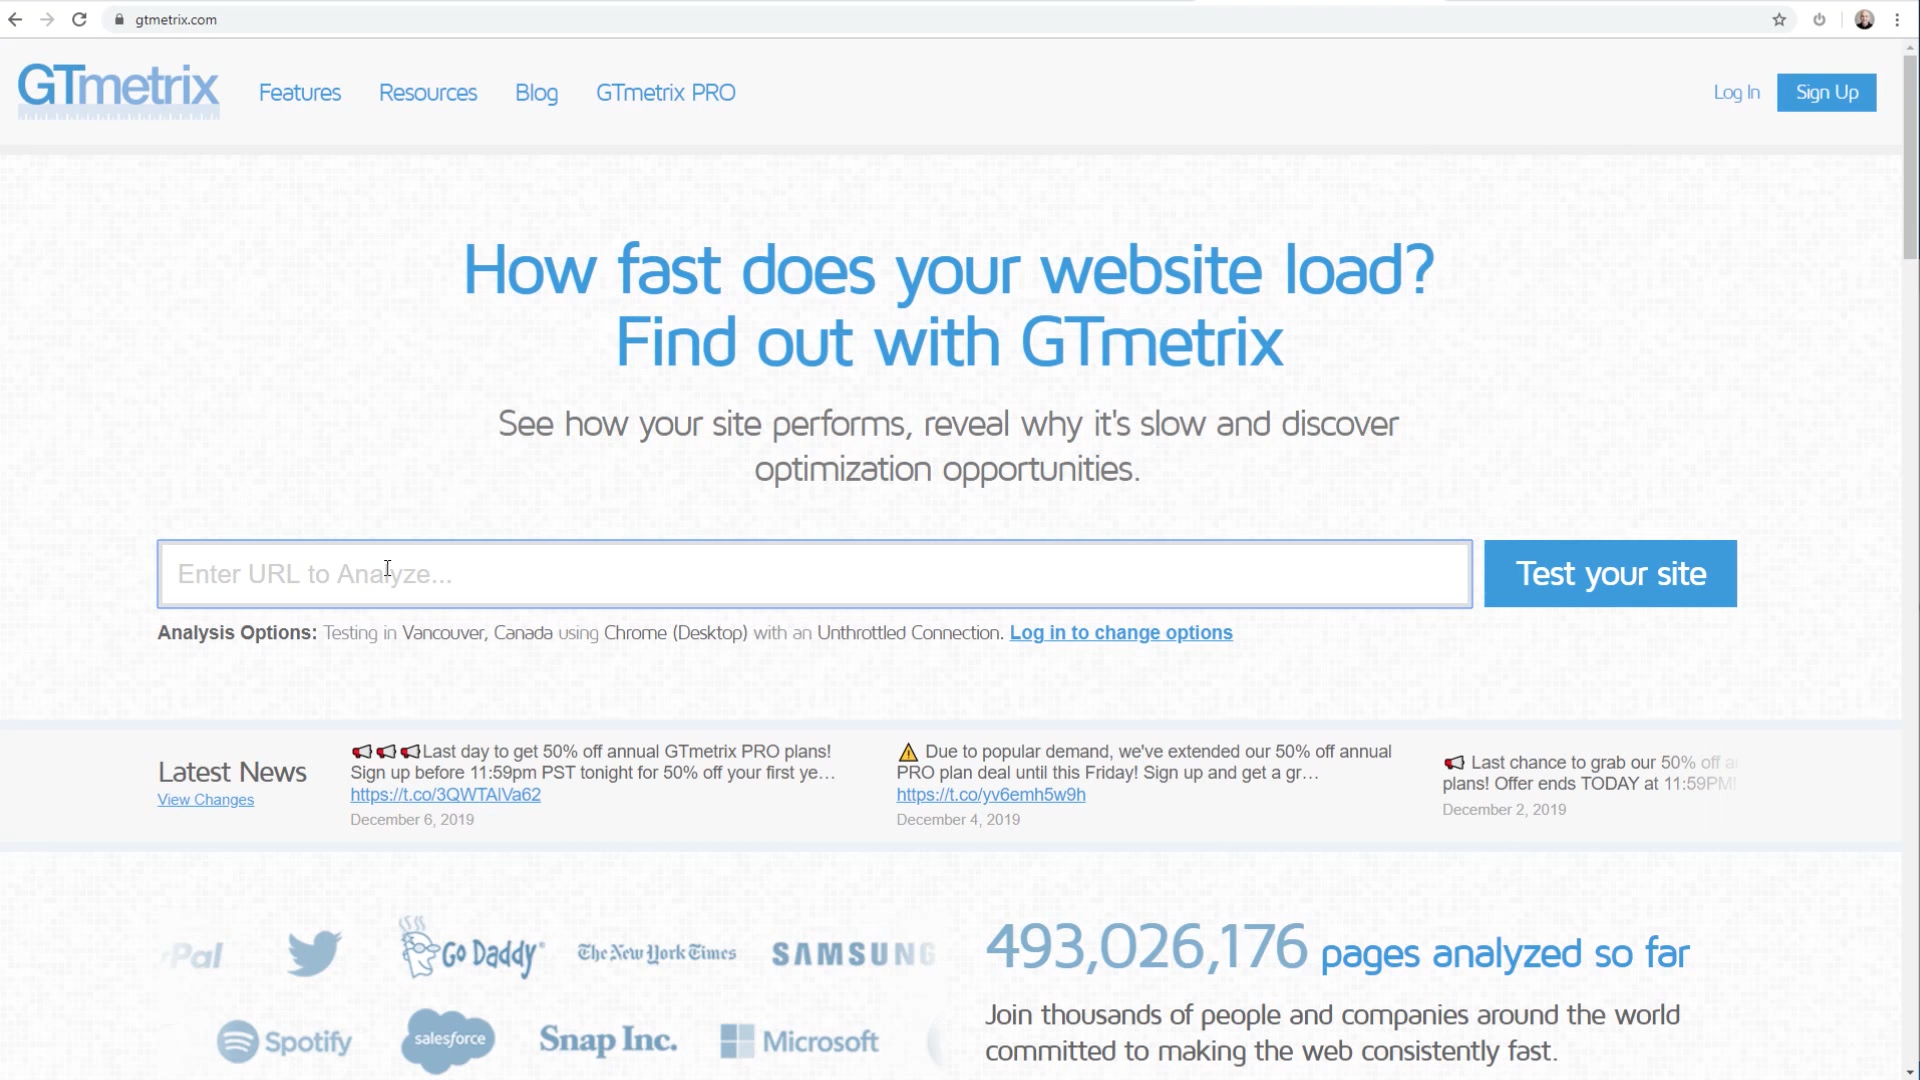 gtmetrix.com
GTmetrix
Features
Resources
Blog
GTmetrix PRO
Log In
Sign Up
How fast does your website load?
Find out with GTmetrix
See how your site performs, reveal why it's slow and discover
optimization opportunities.
Enter URL to Analyze...
Test your site
Analysis Options: Testing in Vancouver, Canada using Chrome (Desktop) with an Unthrottled Connection. Log in to change options
Latest News
View Changes
Last day to get 50% off annual GTmetrix PRO plans!
Sign up before 11:59pm PST tonight for 50% off your first ye...
https://t.co/3QWTAlVa62
December 6, 2019
Due to popular demand, we've extended our 50% off annual
PRO plan deal until this Friday! Sign up and get a gr...
https://t.co/yv6emh5w9h
December 4, 2019
Last chance to grab our 50% off
plans! Offer ends TODAY at 11:59PM
December 2, 2019
Pal
Go Daddy
The New York Times
SAMSUNG
Spotify
salesforce
Snap Inc.
Microsoft
493,026,176 pages analyzed so far
Join thousands of people and companies around the world
committed to making the web consistently fast.